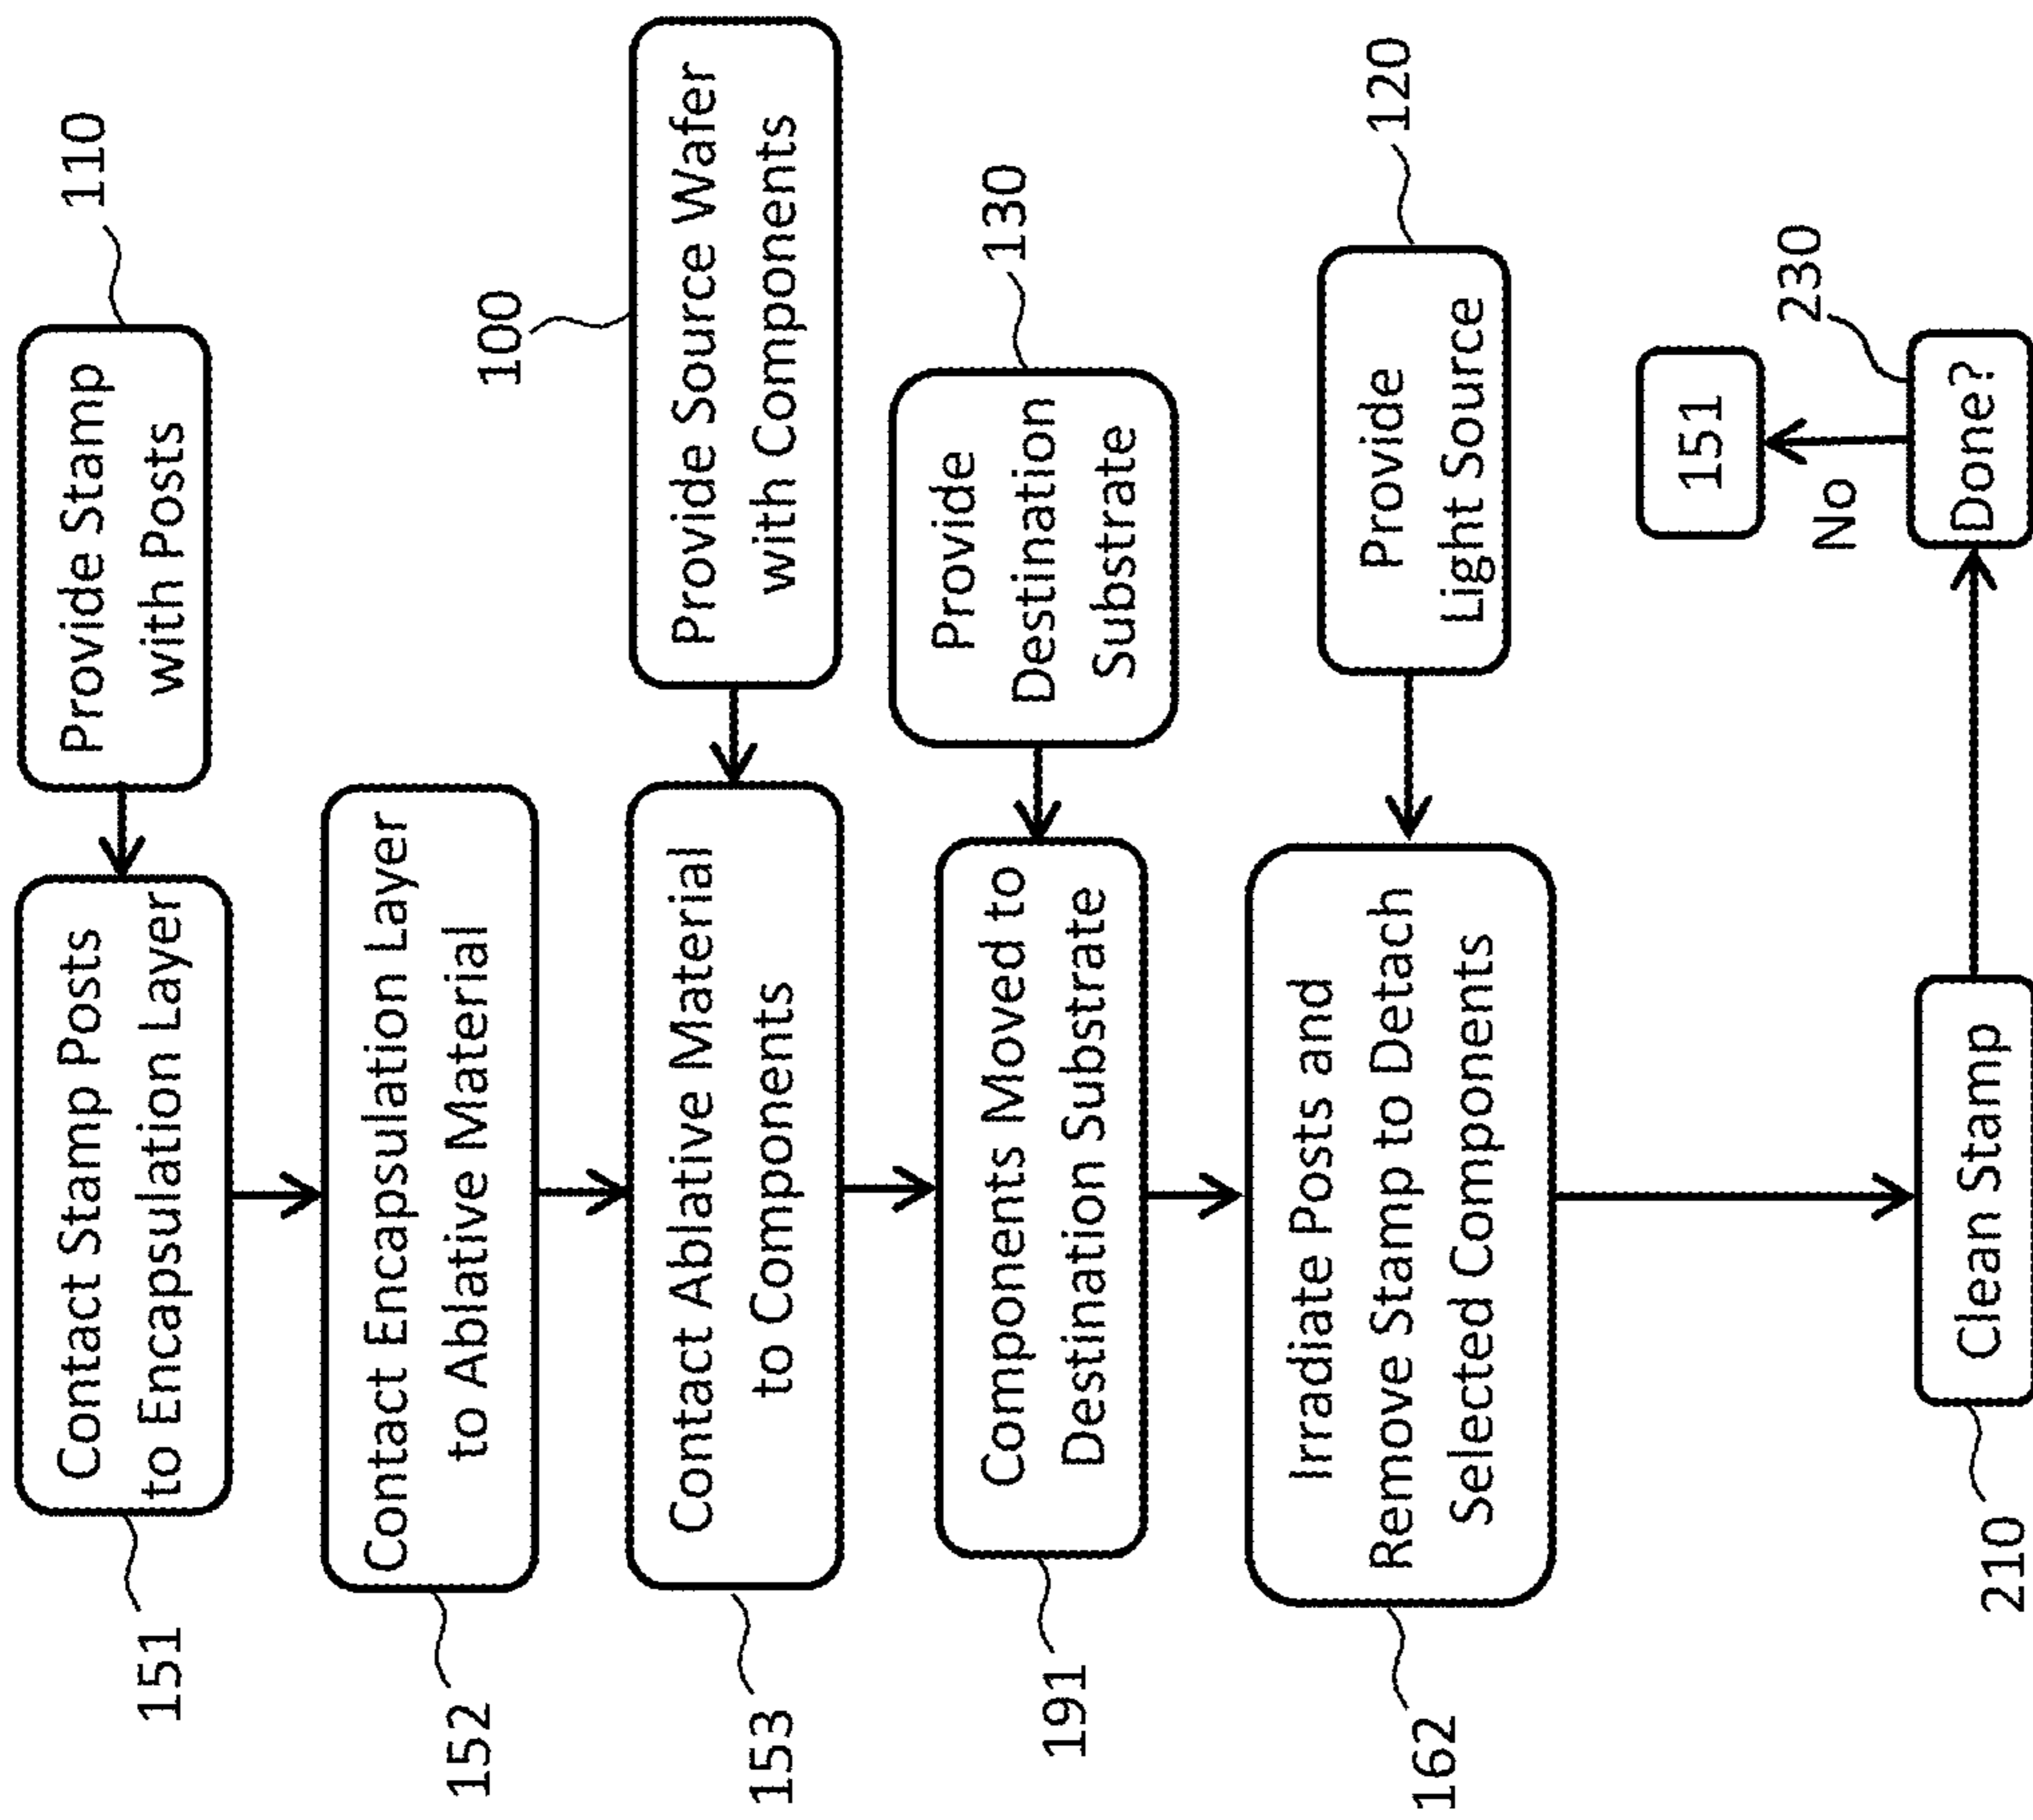 151
Contact Stamp Posts
to Encapsulation Layer
Provide Stamp
with Posts
110
152
Contact Encapsulation Layer
to Ablative Material
153
Contact Ablative Material
to Components
100
Provide Source Wafer
with Components
191
Components Moved to
Destination Substrate
Provide
Destination
Substrate
130
162
Irradiate Posts and
Remove Stamp to Detach
Selected Components
Provide
Light Source
120
151
No
210
Clean Stamp
Done?
230